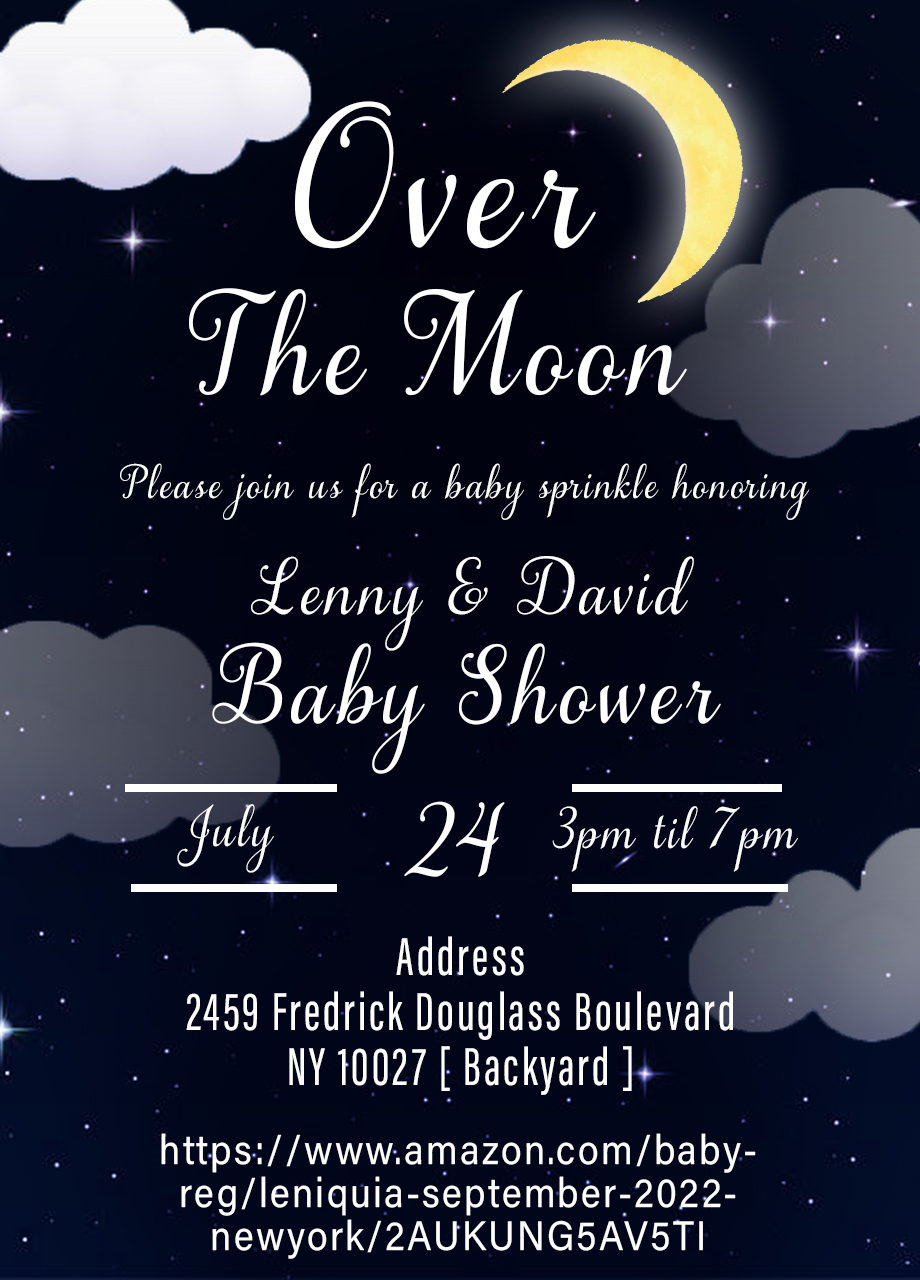 Over
The Moon
Please join us for a baby sprinkle honoring
Lenny & David
Baby Shower
July 24 3pm til 7pm
Address
2459 Fredrick Douglass Boulevard
NY 10027 [ Backyard ]
https://www.amazon.com/baby-
reg/leniquia-september-2022-
newyork/2AUKUNG5AV5TI